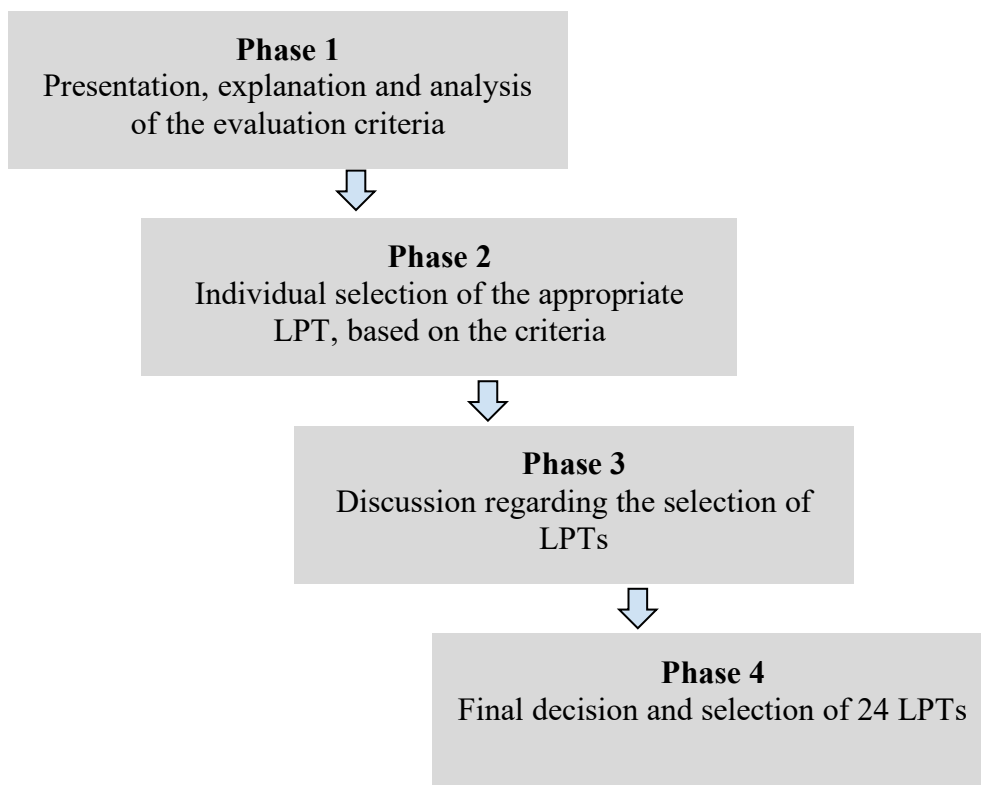 Phase 1
Presentation, explanation and analysis
of the evaluation criteria
Phase 2
Individual selection of the appropriate
LPT, based on the criteria
Phase 3
Discussion regarding the selection of
LPTs
Phase 4
Final decision and selection of 24 LPTs